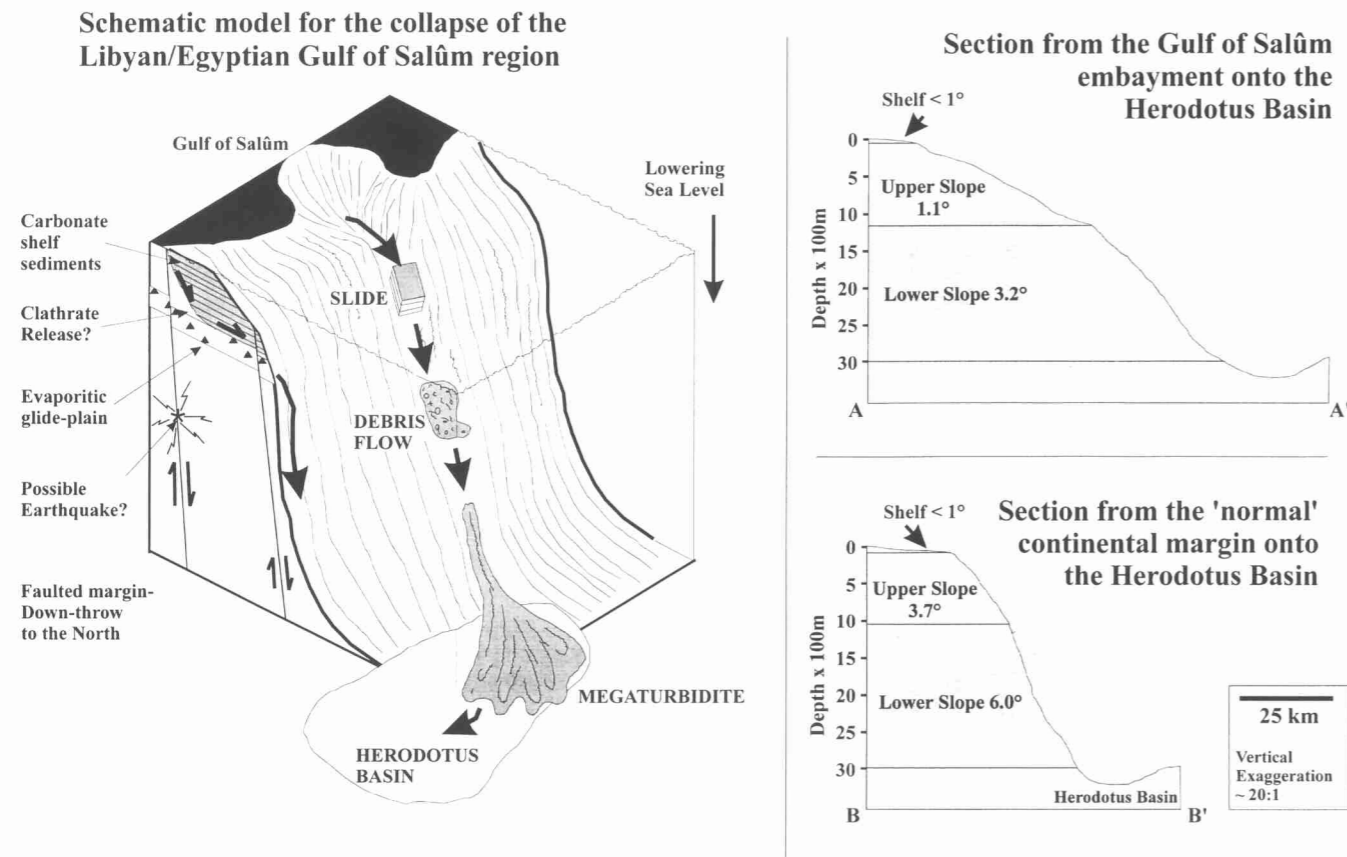 Schematic model for the collapse of the
Libyan/Egyptian Gulf of Salûm region
Gulf of Salûm
Lowering
Sea Level
Carbonate
shelf
sediments
Clathrate
Release?
Evaporitic
glide-plain
Possible
Earthquake?
Faulted margin-
Down-throw
to the North
SLIDE
DEBRIS
FLOW
MEGATURBIDITE
HERODOTUS
BASIN
Section from the Gulf of Salûm
embayment onto the
Herodotus Basin
Shelf < 1°
Depth x 100m
0
5
10
15
20
25
30
Upper Slope
1.1°
Lower Slope 3.2°
A
A'
Section from the 'normal'
continental margin onto
the Herodotus Basin
Shelf < 1°
Depth x 100m
0
5
10
15
20
25
30
Upper Slope
3.7°
Lower Slope 6.0°
Herodotus Basin
B
B'
25 km
Vertical
Exaggeration
~ 20:1